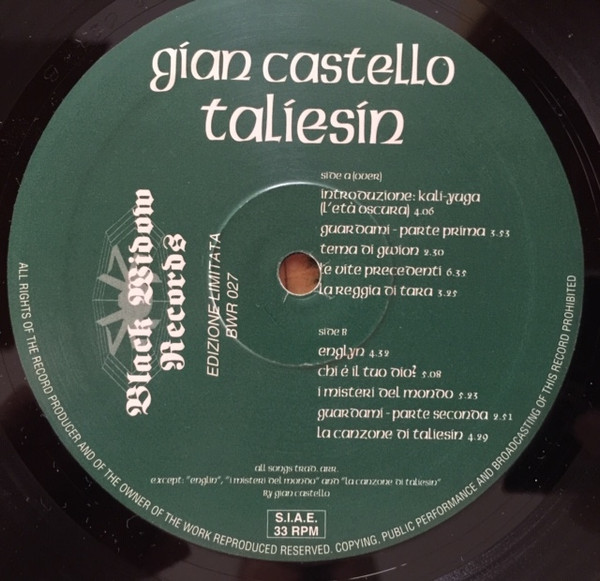 gian castello
taliesin
side a (over)
introduzione: kali-yuga
(l'età oscura) 4.06
guardami - parte prima 3.53
tema di gwion 2.30
le vite precedenti 6.35
la reggia di tara 3.25
side b
englyn 4.32
chi é il tuo dio? 5.08
i misteri del mondo 5.23
guardami - parte seconda 2.51
la canzone di taliesin 4.29
Black Widow
Records
EDIZIONE LIMITATA
BWR 027
all songs trad. arr.
except: "englin", "i misteri del mondo" and "la canzone di taliesin"
by gian castello
S.I.A.E.
33 RPM
ALL RIGHTS OF THE RECORD PRODUCER AND OF THE OWNER OF THE WORK REPRODUCED RESERVED. COPYING, PUBLIC PERFORMANCE AND BROADCASTING OF THIS RECORD PROHIBITED